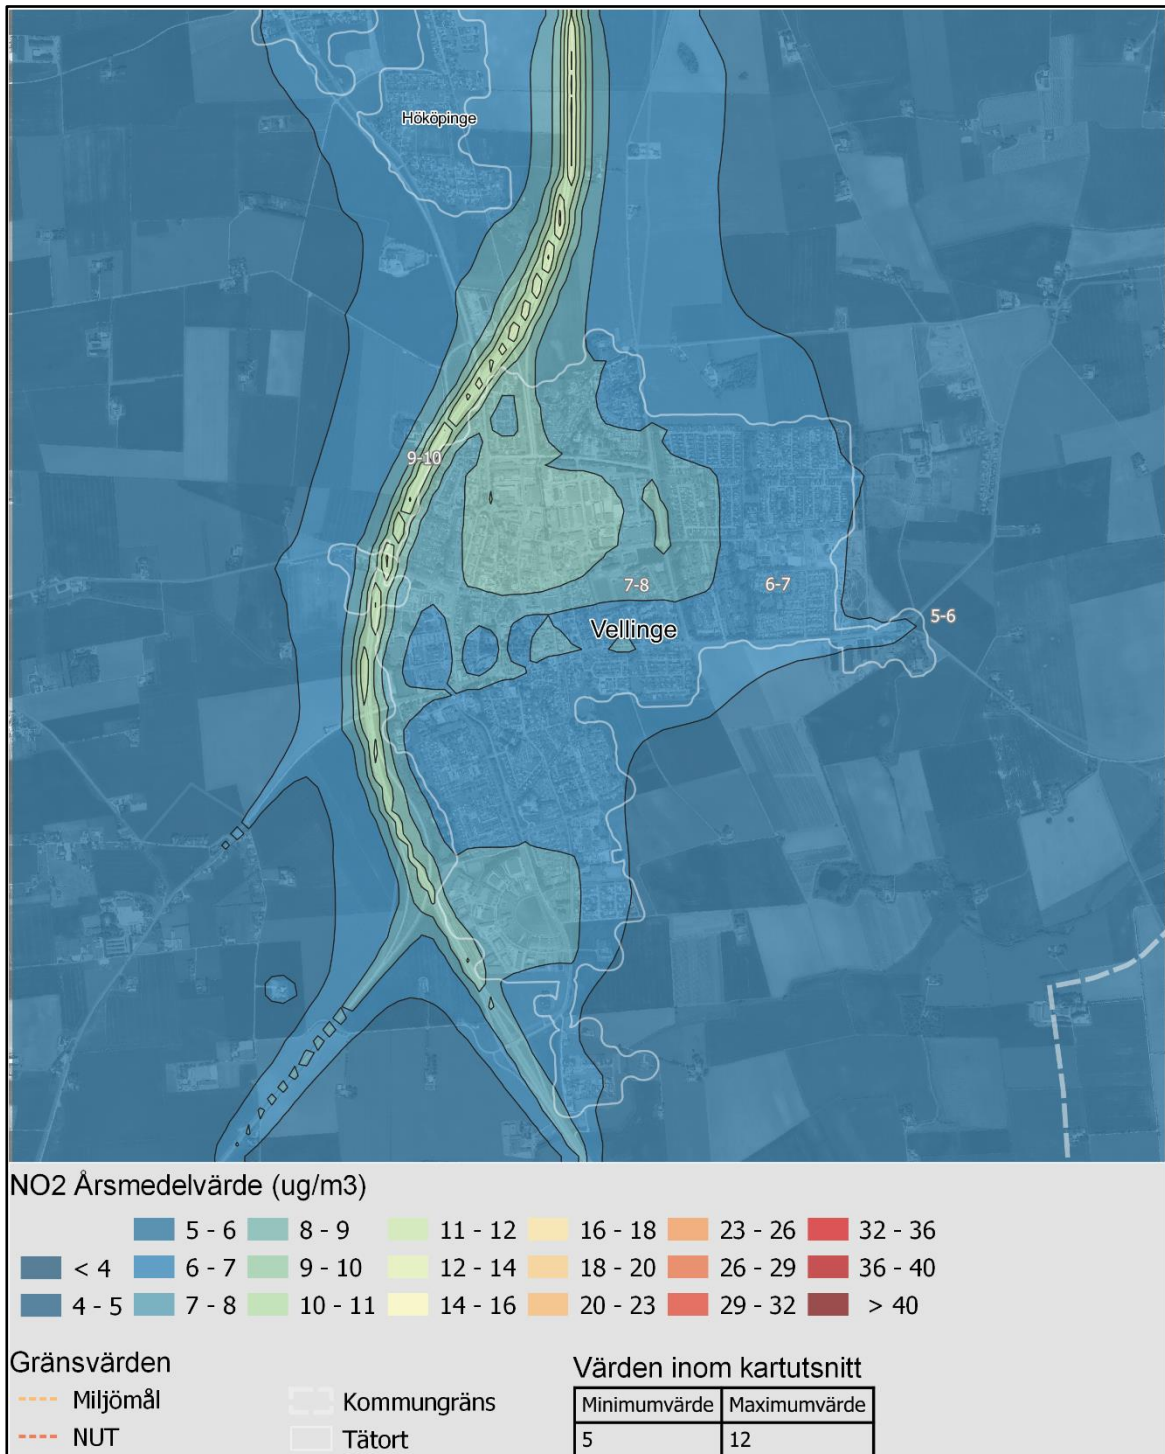 Hököpinge
9-10
7-8
6-7
5-6
Vellinge
NO2 Årsmedelvärde (ug/m3)
5 - 6 8 - 9 11 - 12 16 - 18 23 - 26 32 - 36
< 4 6 - 7 9 - 10 12 - 14 18 - 20 26 - 29 36 - 40
4 - 5 7 - 8 10 - 11 14 - 16 20 - 23 29 - 32 > 40
Gränsvärden
Miljömål
NUT
Kommungräns
Tätort
Värden inom kartutsnitt
Minimumvärde Maximumvärde
5 12